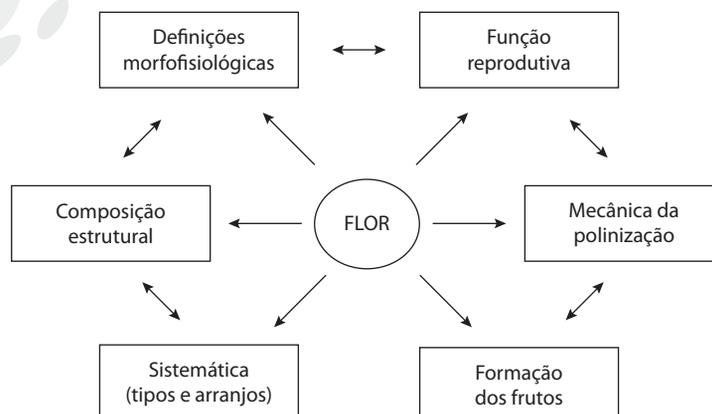 Definições
morfofisiológicas
Função
reprodutiva
Composição
estrutural
FLOR
Mecânica da
polinização
Sistemática
(tipos e arranjos)
Formação
dos frutos